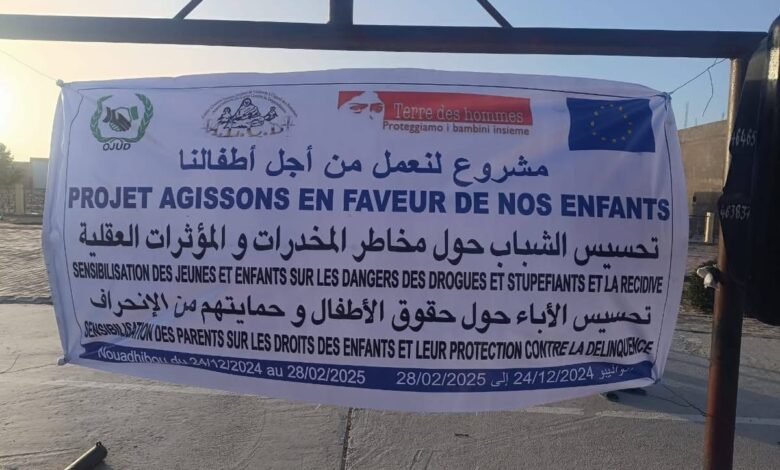 OJUD
Terre des hommes
Proteggiamo i bambini insieme
مشروع لنعمل من أجل أطفالنا
PROJET AGISSONS EN FAVEUR DE NOS ENFANTS
تحسيس الشباب حول مخاطر المخدرات و المؤثرات العقلية
SENSIBILISATION DES JEUNES ET ENFANTS SUR LES DANGERS DES DROGUES ET STUPEFIANTS ET LA RECIDIVE
تحسيس الأباء حول حقوق الأطفال و حمايتهم من الإنحراف
SENSIBILISATION DES PARENTS SUR LES DROITS DES ENFANTS ET LEUR PROTECTION CONTRE LA DELINQUENCE
Nouadhibou du 24/12/2024 au 28/02/2025 24/12/2024 إلى 28/02/2025